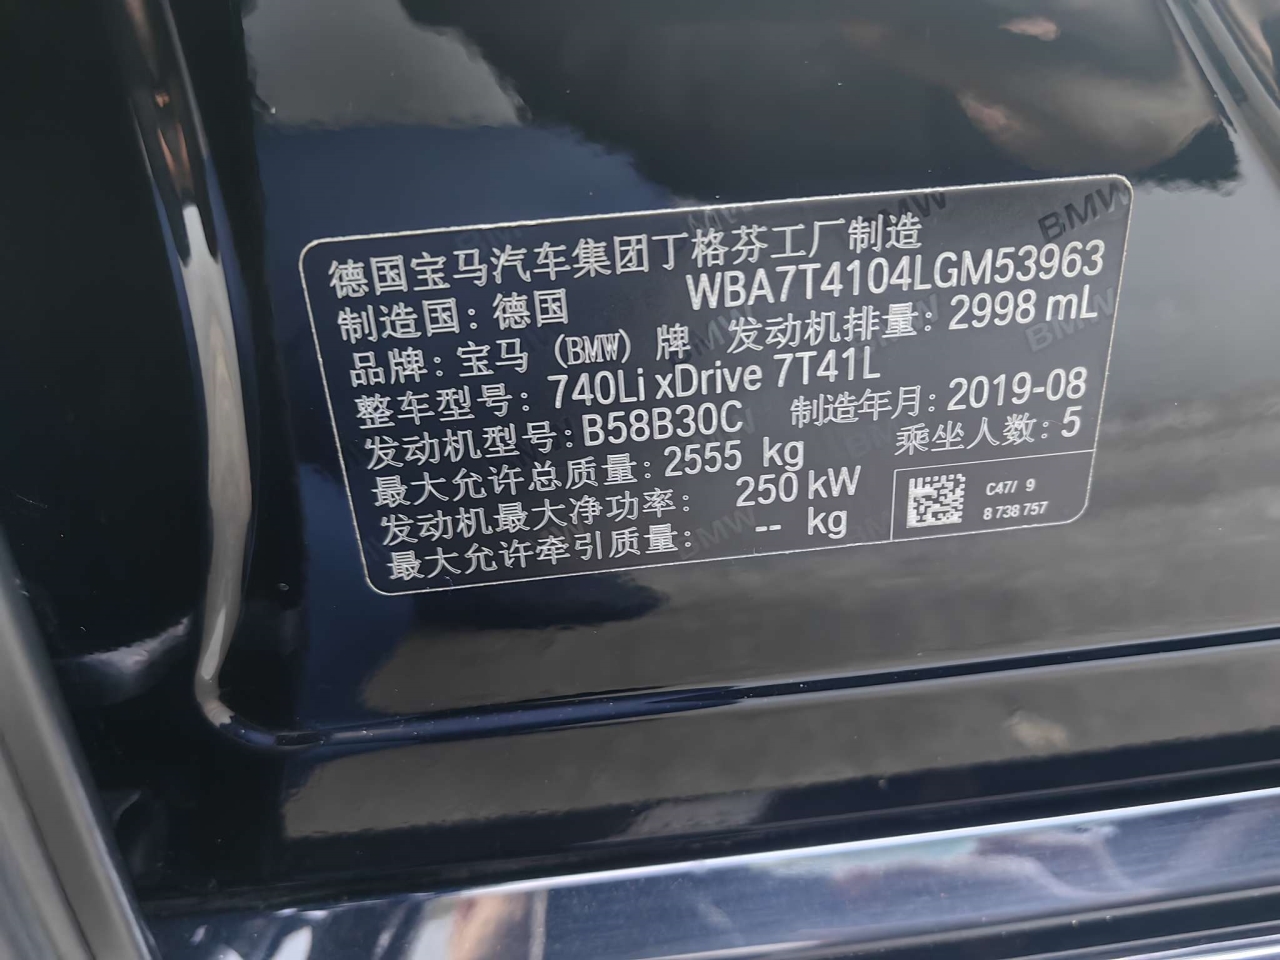 德国宝马汽车集团丁格芬工厂制造
制造国：德国 WBA7T4104LGM53963
品牌：宝马（BMW）牌 发动机排量：2998 mL
整车型号：740Li xDrive 7T41L
发动机型号：B58B30C 制造年月：2019-08
最大允许总质量：2555 kg 乘坐人数：5
发动机最大净功率： 250 kW
最大允许牵引质量： -- kg
C47/ 9
8 738 757
BMW